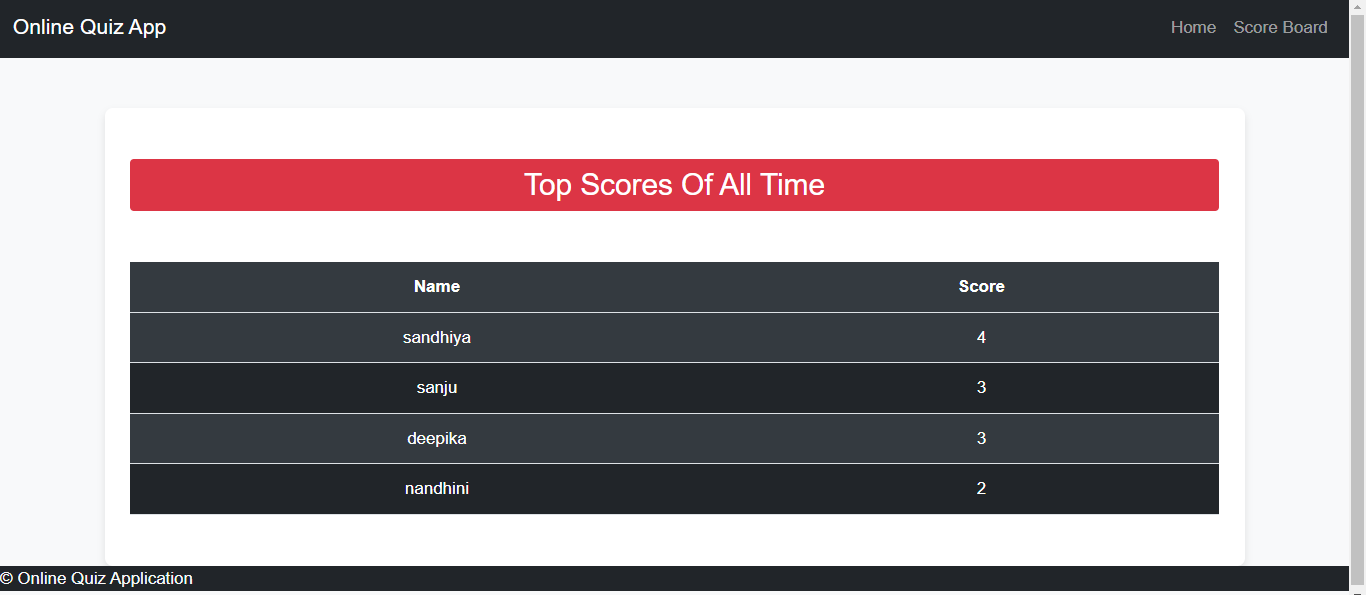 Online Quiz App Home Score Board
Top Scores Of All Time
Name Score
sandhiya 4
sanju 3
deepika 3
nandhini 2
© Online Quiz Application